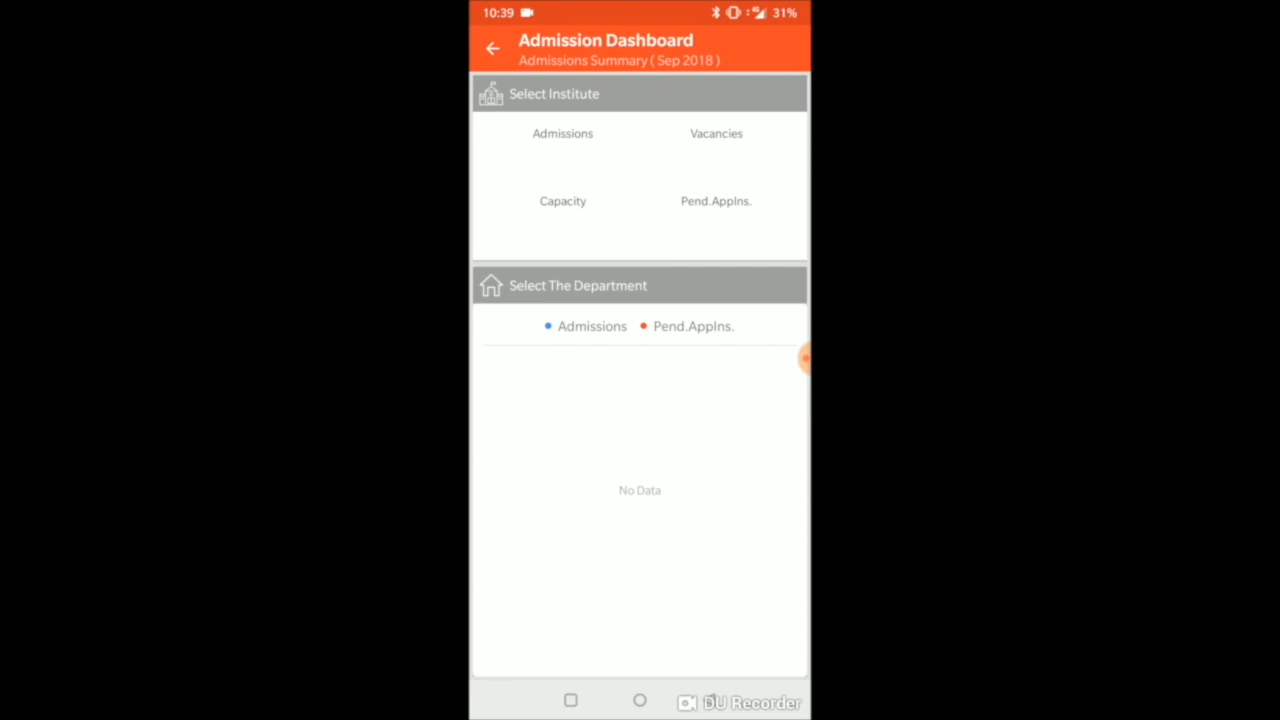 10:39 4G 31%
Admission Dashboard
Admissions Summary ( Sep 2018 )
Select Institute
Admissions Vacancies
Capacity Pend.Applns.
Select The Department
Admissions Pend.Applns.
No Data
DU Recorder